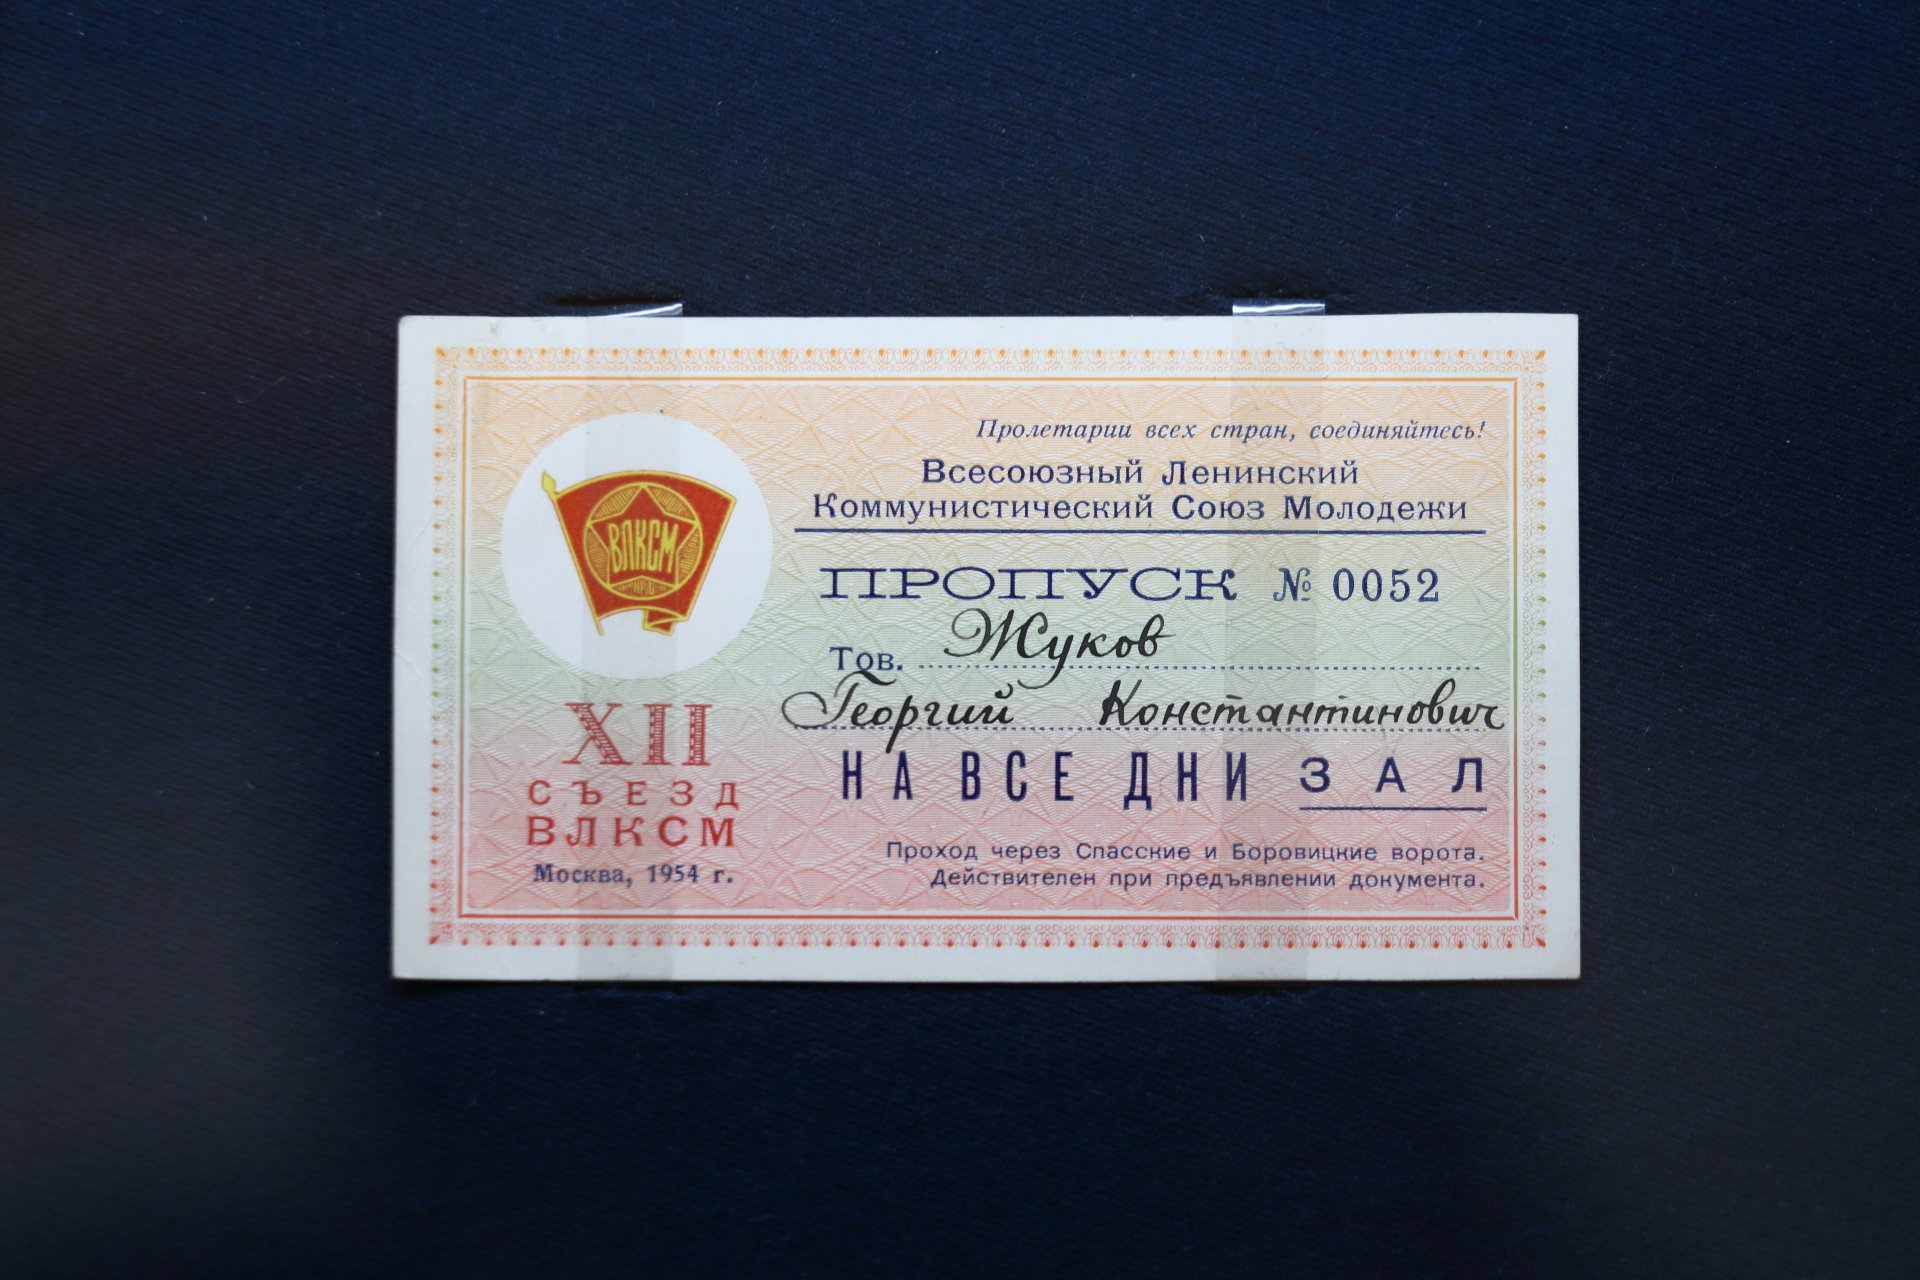 Пролетарии всех стран, соединяйтесь!
Всесоюзный Ленинский
Коммунистический Союз Молодежи
ПРОПУСК № 0052
Тов. Жуков
Георгий Константинович
НА ВСЕ ДНИ ЗАЛ
Проход через Спасские и Боровицкие ворота.
Действителен при предъявлении документа.
ВЛКСМ
XII
СЪЕЗД
ВЛКСМ
Москва, 1954 г.